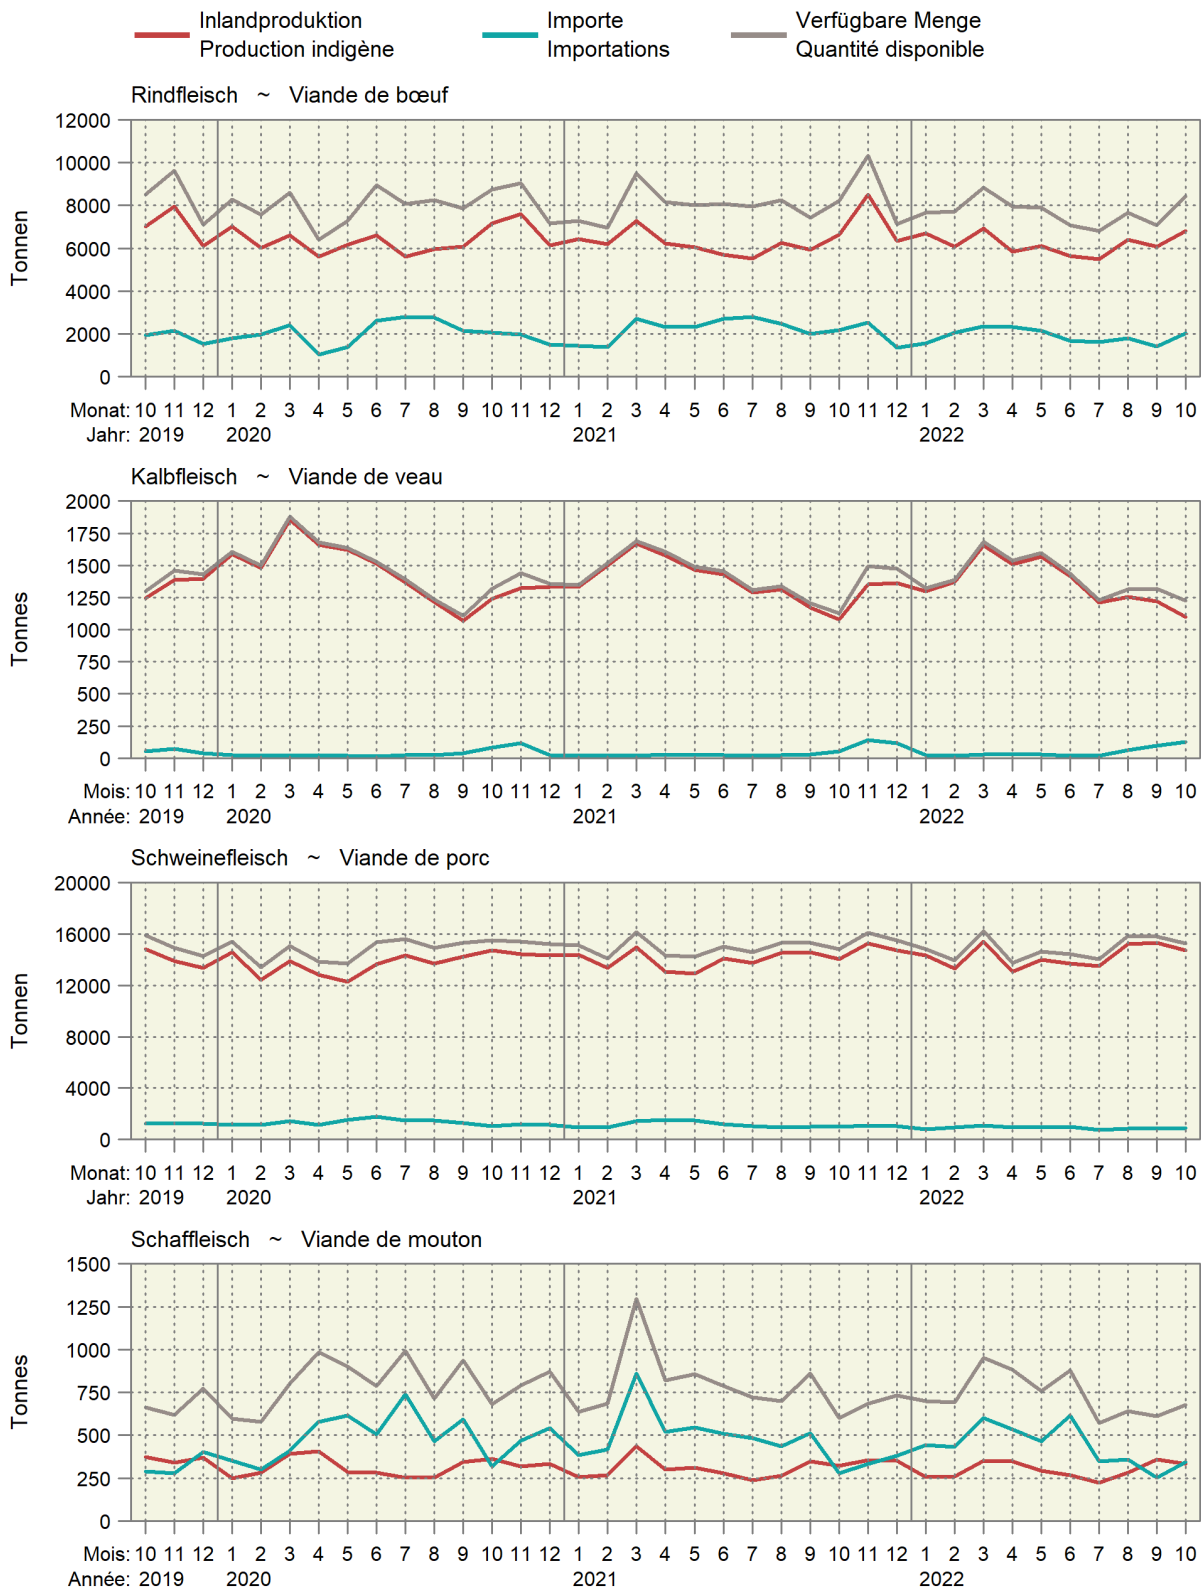 Inlandproduktion Importe Verfügbare Menge
Production indigène Importations Quantité disponible
Rindfleisch ~ Viande de bœuf
12000
10000
8000
6000
4000
2000
0
Tonnen
Monat: 10 11 12 1 2 3 4 5 6 7 8 9 10 11 12 1 2 3 4 5 6 7 8 9 10 11 12 1 2 3 4 5 6 7 8 9 10
Jahr: 2019 2020 2021 2022
Kalbfleisch ~ Viande de veau
2000
1750
1500
1250
1000
750
500
250
0
Tonnes
Mois: 10 11 12 1 2 3 4 5 6 7 8 9 10 11 12 1 2 3 4 5 6 7 8 9 10 11 12 1 2 3 4 5 6 7 8 9 10
Année: 2019 2020 2021 2022
Schweinefleisch ~ Viande de porc
20000
16000
12000
8000
4000
0
Tonnen
Monat: 10 11 12 1 2 3 4 5 6 7 8 9 10 11 12 1 2 3 4 5 6 7 8 9 10 11 12 1 2 3 4 5 6 7 8 9 10
Jahr: 2019 2020 2021 2022
Schaffleisch ~ Viande de mouton
1500
1250
1000
750
500
250
0
Tonnes
Mois: 10 11 12 1 2 3 4 5 6 7 8 9 10 11 12 1 2 3 4 5 6 7 8 9 10 11 12 1 2 3 4 5 6 7 8 9 10
Année: 2019 2020 2021 2022